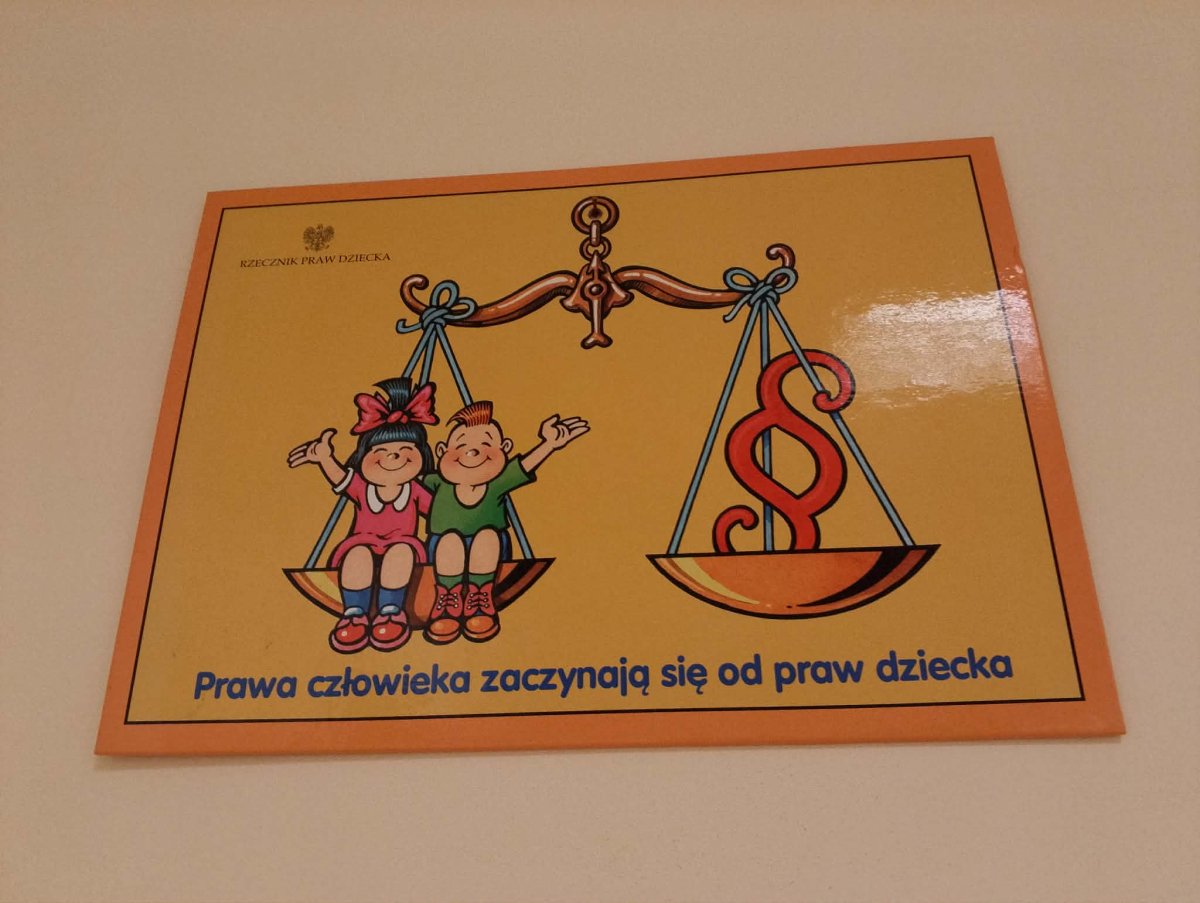 RZECZNIK PRAW DZIECKA
§
Prawa człowieka zaczynają się od praw dziecka